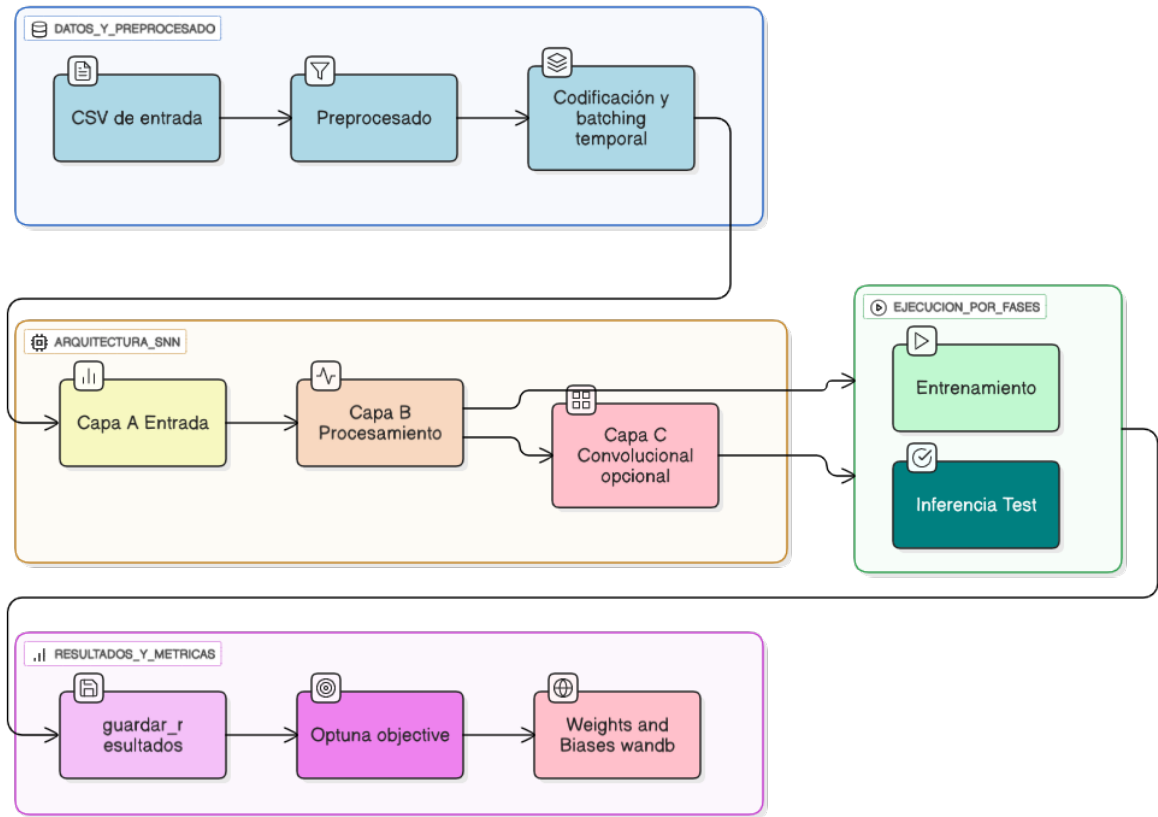 DATOS_Y_PREPROCESADO
CSV de entrada
Preprocesado
Codificación y
batching
temporal
ARQUITECTURA_SNN
Capa A Entrada
Capa B
Procesamiento
Capa C
Convolucional
opcional
EJECUCION_POR_FASES
Entrenamiento
Inferencia Test
RESULTADOS_Y_METRICAS
guardar_r
esultados
Optuna objective
Weights and
Biases wandb